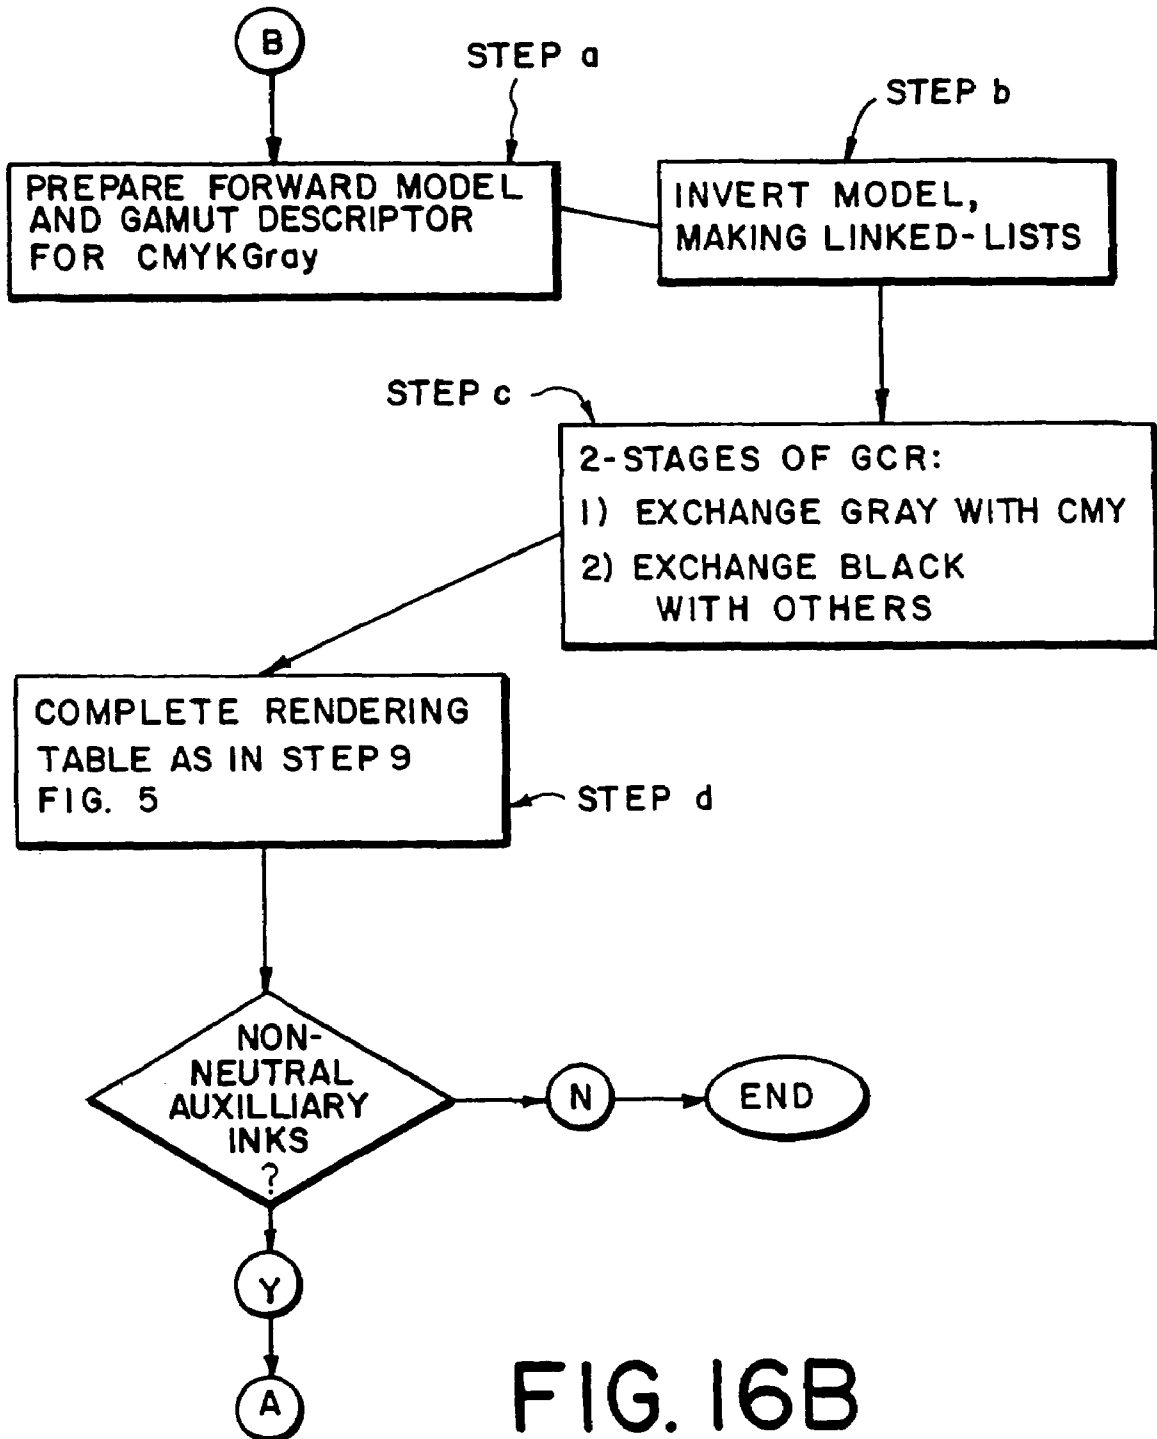 B
STEP a
PREPARE FORWARD MODEL
AND GAMUT DESCRIPTOR
FOR CMYKGray
STEP b
INVERT MODEL,
MAKING LINKED-LISTS
STEP c
2-STAGES OF GCR:
1) EXCHANGE GRAY WITH CMY
2) EXCHANGE BLACK
WITH OTHERS
COMPLETE RENDERING
TABLE AS IN STEP 9
FIG. 5
STEP d
NON-
NEUTRAL
AUXILLIARY
INKS
?
N
END
Y
A
FIG. 16B